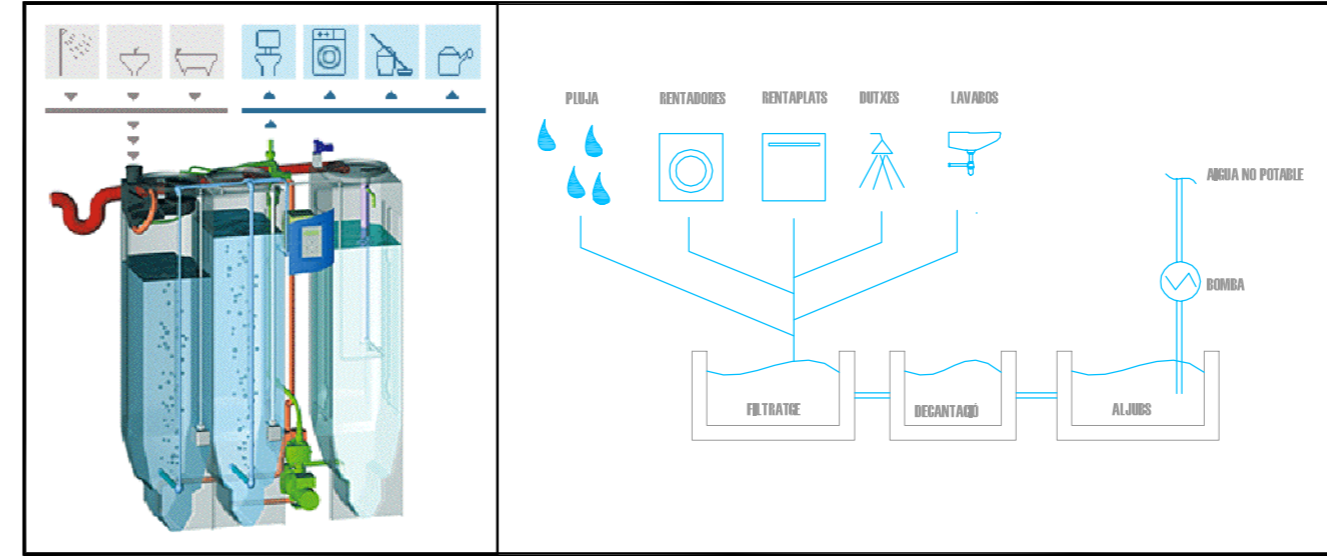 PLUJA
RENTADORES
RENTAPLATS
DUTXES
LAVABOS
AIGUA NO POTABLE
BOMBA
FILTRATGE
DECANTACIÓ
ALJUBS